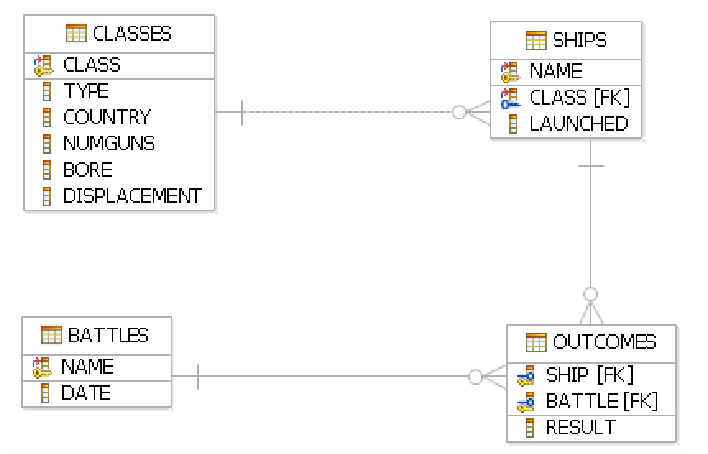 CLASSES
CLASS
TYPE
COUNTRY
NUMGUNS
BORE
DISPLACEMENT
SHIPS
NAME
CLASS [FK]
LAUNCHED
BATTLES
NAME
DATE
OUTCOMES
SHIP [FK]
BATTLE [FK]
RESULT